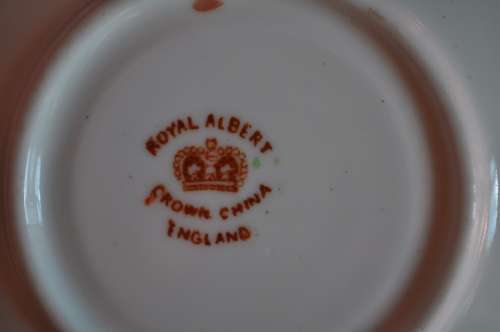 ROYAL ALBERT
CROWN CHINA
ENGLAND